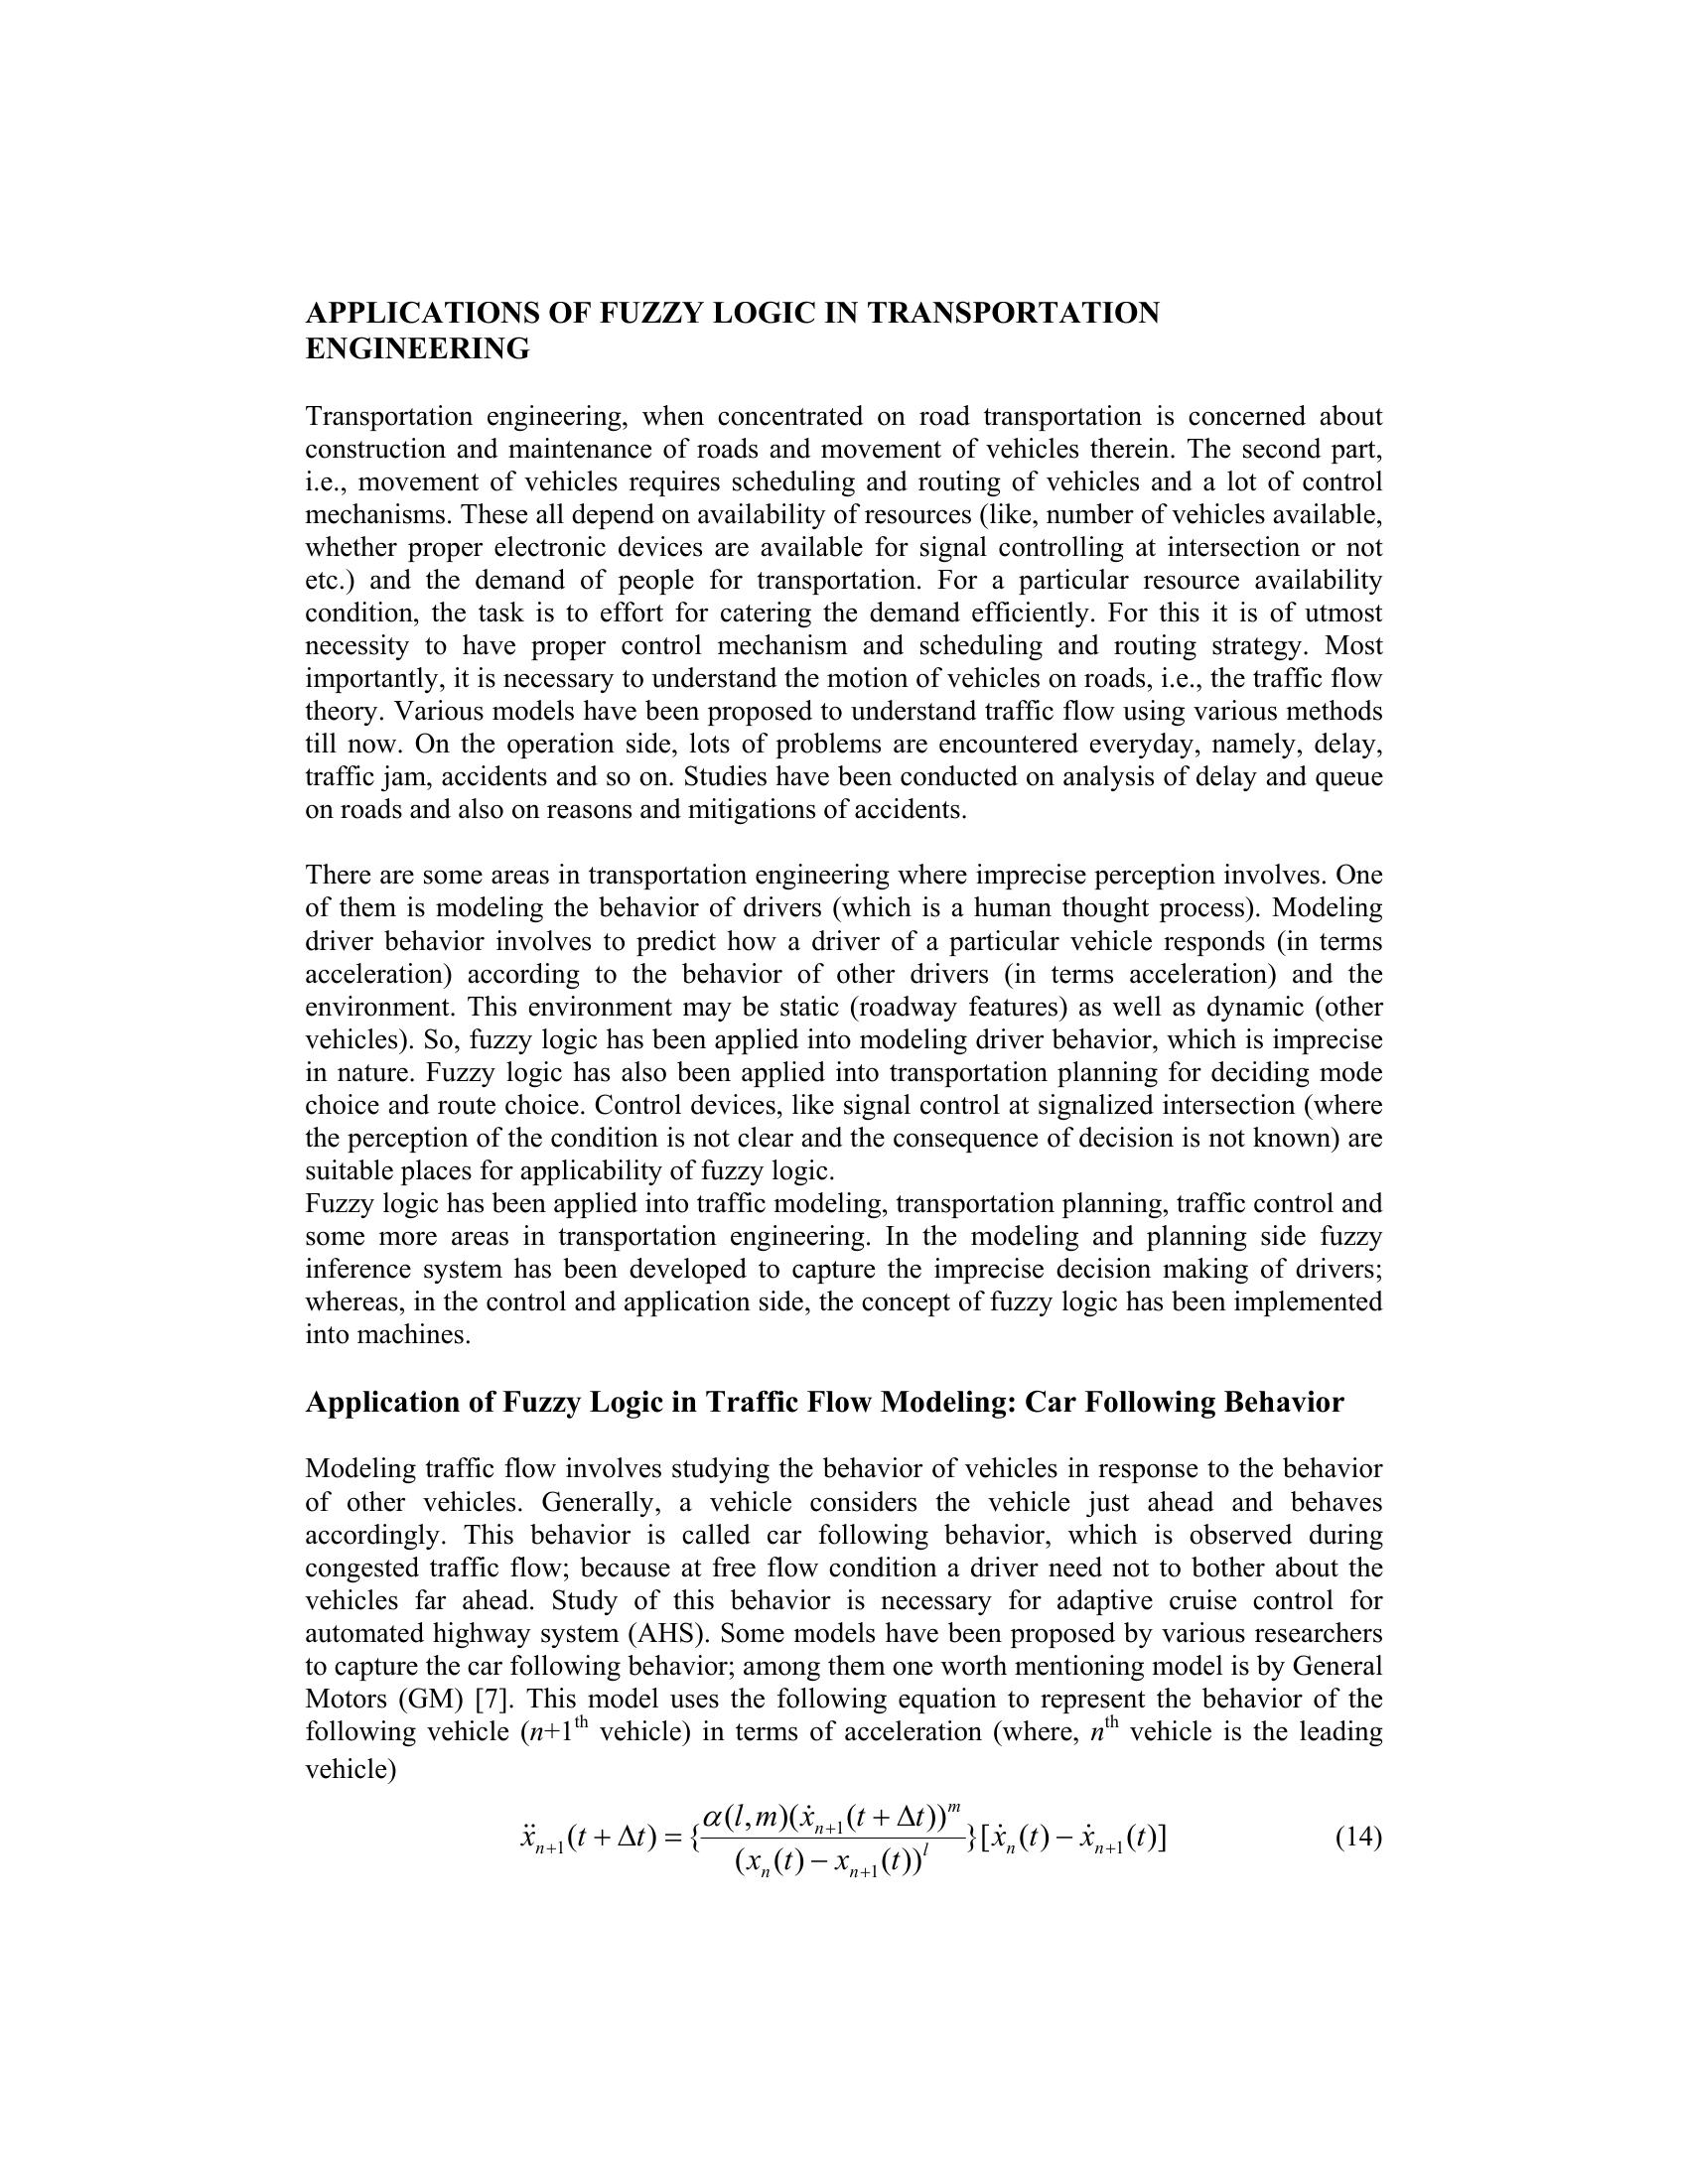 APPLICATIONS OF FUZZY LOGIC IN TRANSPORTATION
ENGINEERING
Transportation engineering, when concentrated on road transportation is concerned about
construction and maintenance of roads and movement of vehicles therein. The second part,
i.e., movement of vehicles requires scheduling and routing of vehicles and a lot of control
mechanisms. These all depend on availability of resources (like, number of vehicles available,
whether proper electronic devices are available for signal controlling at intersection or not
etc.) and the demand of people for transportation. For a particular resource availability
condition, the task is to effort for catering the demand efficiently. For this it is of utmost
necessity to have proper control mechanism and scheduling and routing strategy. Most
importantly, it is necessary to understand the motion of vehicles on roads, i.e., the traffic flow
theory. Various models have been proposed to understand traffic flow using various methods
till now. On the operation side, lots of problems are encountered everyday, namely, delay,
traffic jam, accidents and so on. Studies have been conducted on analysis of delay and queue
on roads and also on reasons and mitigations of accidents.
There are some areas in transportation engineering where imprecise perception involves. One
of them is modeling the behavior of drivers (which is a human thought process). Modeling
driver behavior involves to predict how a driver of a particular vehicle responds (in terms
acceleration) according to the behavior of other drivers (in terms acceleration) and the
environment. This environment may be static (roadway features) as well as dynamic (other
vehicles). So, fuzzy logic has been applied into modeling driver behavior, which is imprecise
in nature. Fuzzy logic has also been applied into transportation planning for deciding mode
choice and route choice. Control devices, like signal control at signalized intersection (where
the perception of the condition is not clear and the consequence of decision is not known) are
suitable places for applicability of fuzzy logic.
Fuzzy logic has been applied into traffic modeling, transportation planning, traffic control and
some more areas in transportation engineering. In the modeling and planning side fuzzy
inference system has been developed to capture the imprecise decision making of drivers;
whereas, in the control and application side, the concept of fuzzy logic has been implemented
into machines.
Application of Fuzzy Logic in Traffic Flow Modeling: Car Following Behavior
Modeling traffic flow involves studying the behavior of vehicles in response to the behavior
of other vehicles. Generally, a vehicle considers the vehicle just ahead and behaves
accordingly. This behavior is called car following behavior, which is observed during
congested traffic flow; because at free flow condition a driver need not to bother about the
vehicles far ahead. Study of this behavior is necessary for adaptive cruise control for
automated highway system (AHS). Some models have been proposed by various researchers
to capture the car following behavior; among them one worth mentioning model is by General
Motors (GM) [7]. This model uses the following equation to represent the behavior of the
following vehicle (n+1^th vehicle) in terms of acceleration (where, n^th vehicle is the leading
vehicle)
ẍ_{n+1}(t + Δt) = {α(l,m)(ẋ_{n+1}(t + Δt))^m / (x_n(t) − x_{n+1}(t))^l}[ẋ_n(t) − ẋ_{n+1}(t)] (14)